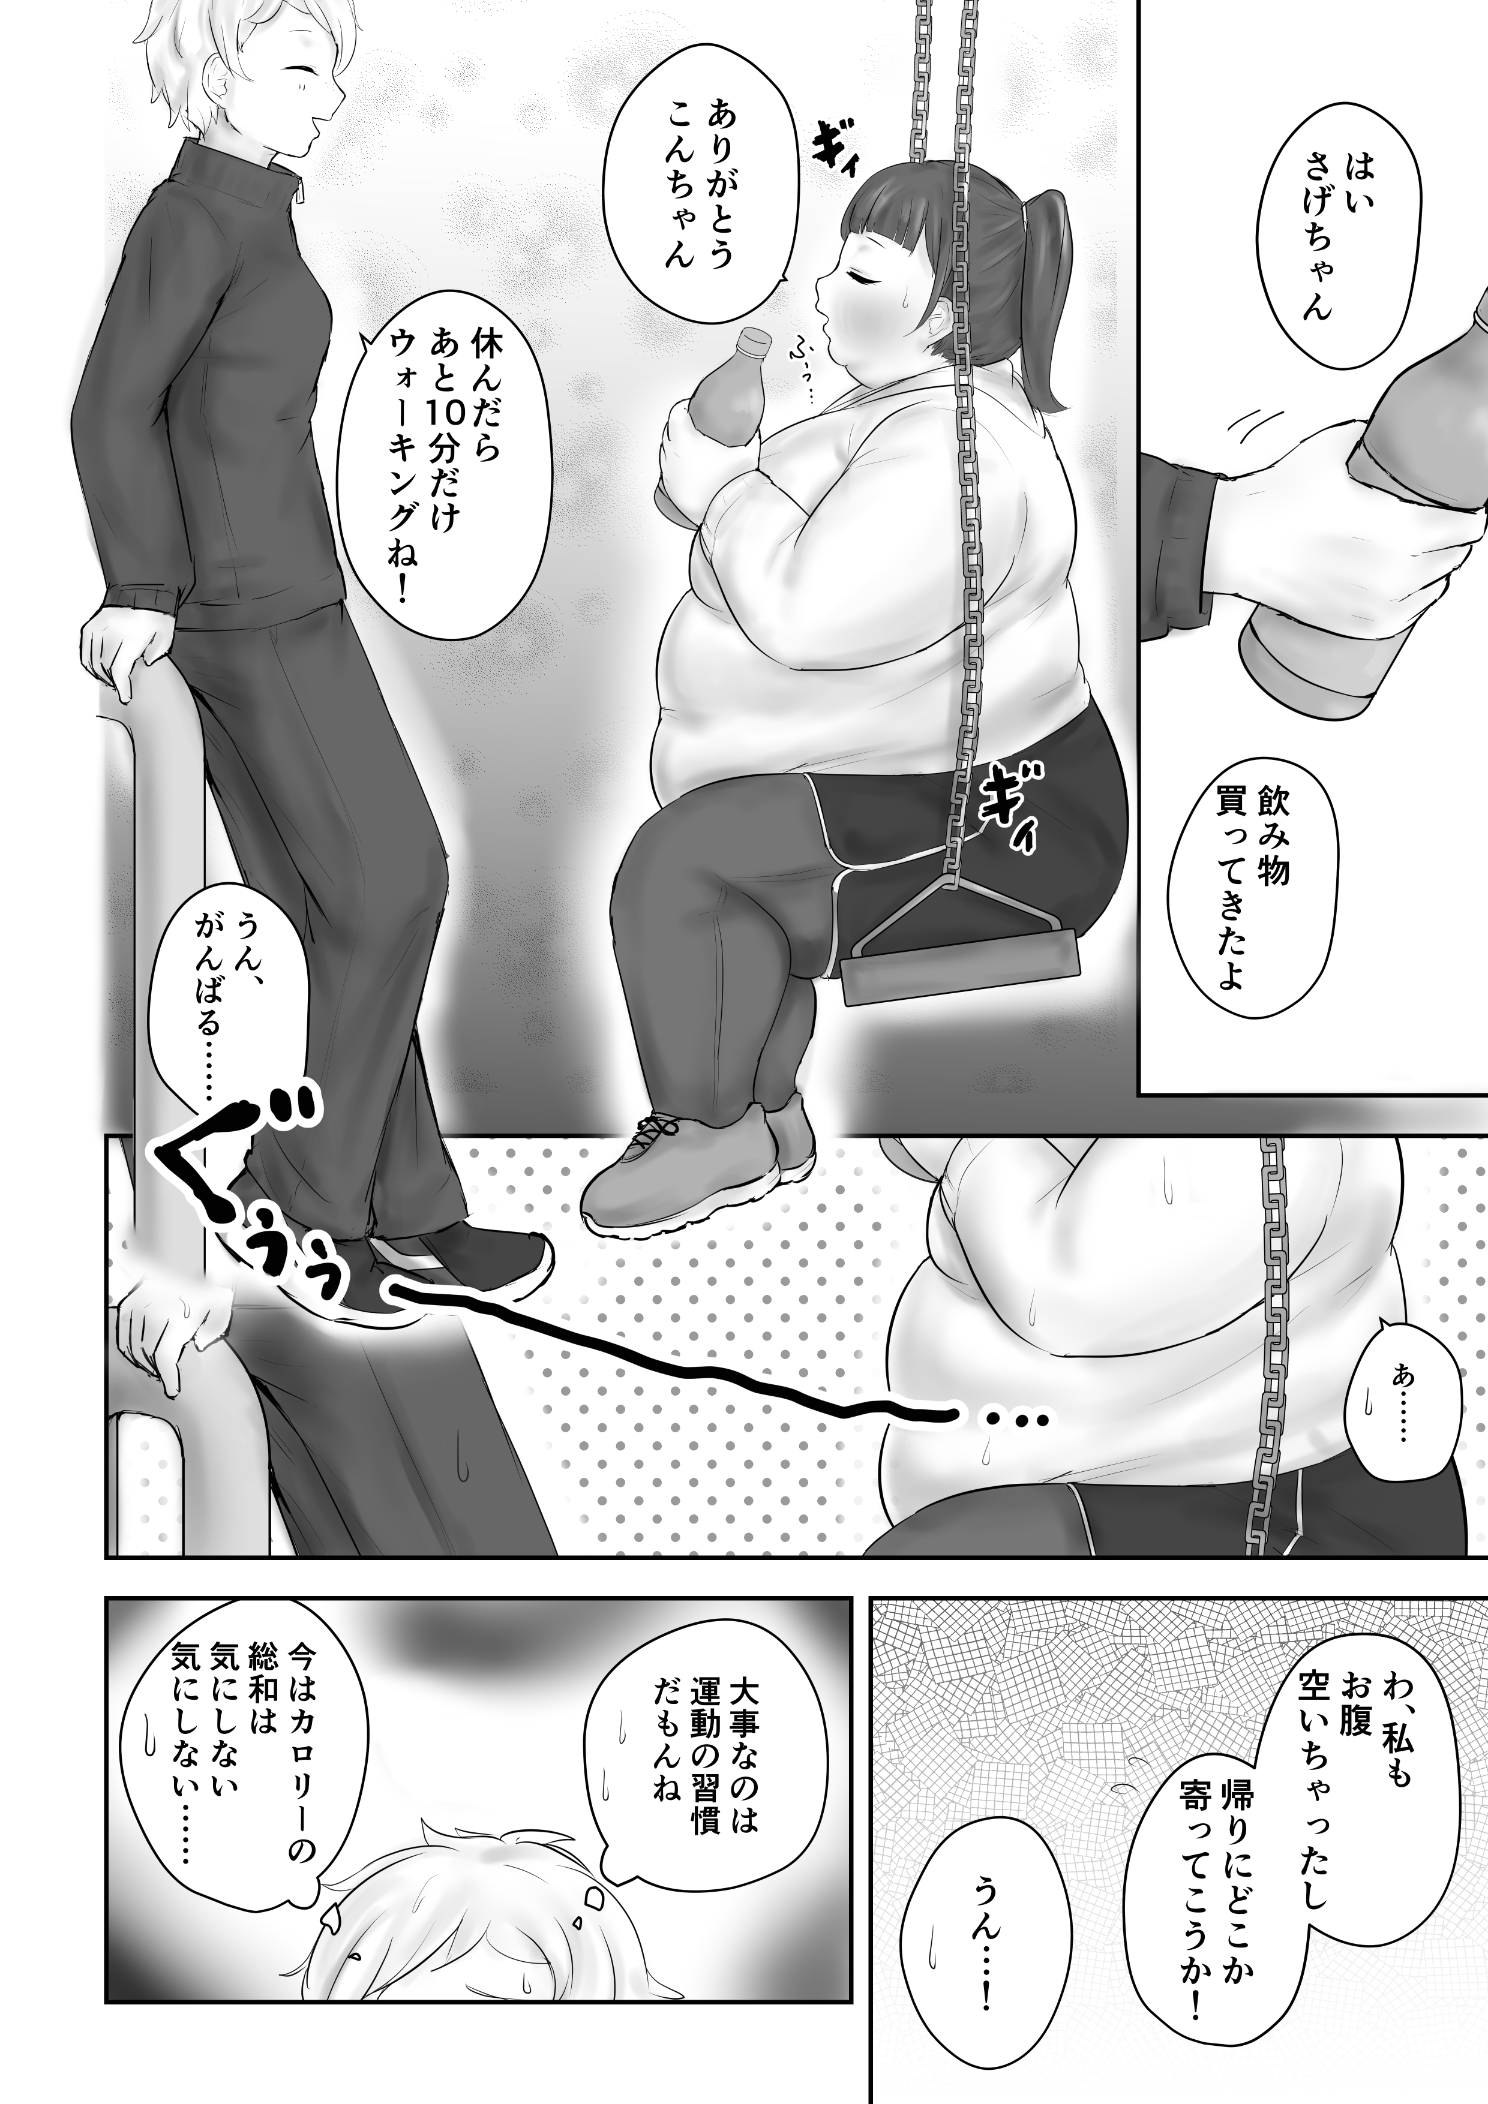 はい
さげちゃん
飲み物
買ってきたよ
ギィ
ありがとう
こんちゃん
ふぅっ…
休んだら
あと10分だけ
ウォーキングね！
ギィ
うん、
がんばる……
ぐぅぅ
…
あ……
わ、私も
お腹
空いちゃったし
帰りにどこか
寄ってこうか！
うん…！
大事なのは
運動の習慣
だもんね
今はカロリーの
総和は
気にしない
気にしない……